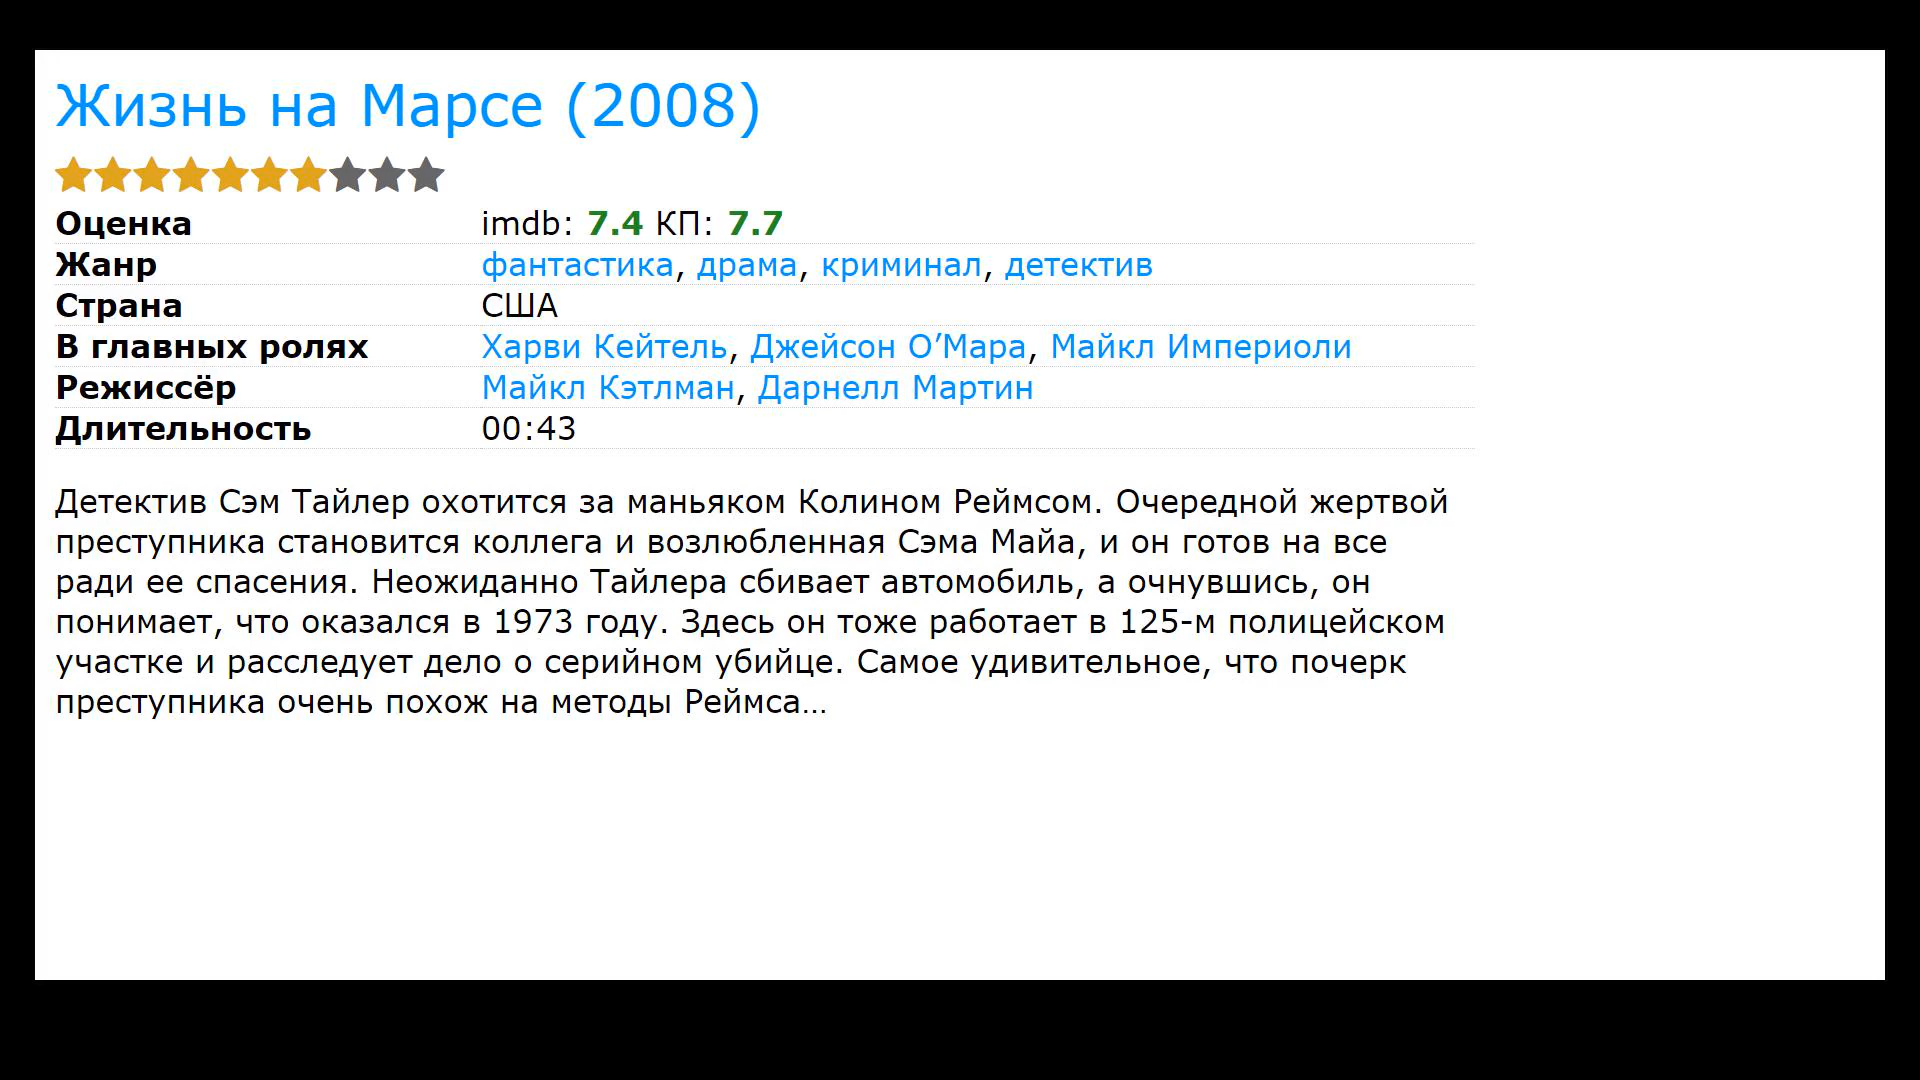 Жизнь на Марсе (2008)
Оценка imdb: 7.4 КП: 7.7
Жанр фантастика, драма, криминал, детектив
Страна США
В главных ролях Харви Кейтель, Джейсон О’Мара, Майкл Империоли
Режиссёр Майкл Кэтлман, Дарнелл Мартин
Длительность 00:43
Детектив Сэм Тайлер охотится за маньяком Колином Реймсом. Очередной жертвой
преступника становится коллега и возлюбленная Сэма Майа, и он готов на все
ради ее спасения. Неожиданно Тайлера сбивает автомобиль, а очнувшись, он
понимает, что оказался в 1973 году. Здесь он тоже работает в 125-м полицейском
участке и расследует дело о серийном убийце. Самое удивительное, что почерк
преступника очень похож на методы Реймса...